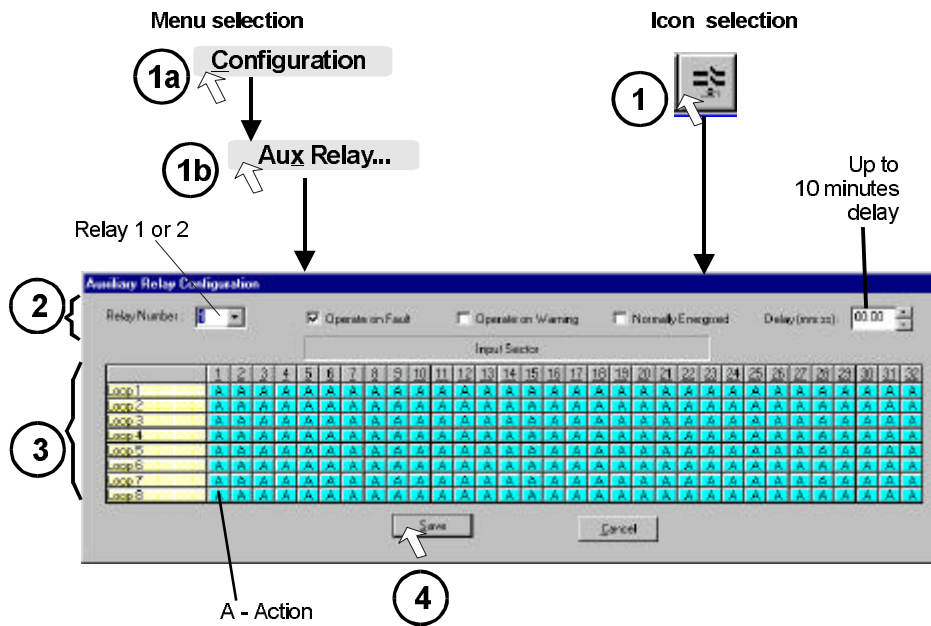 Menu selection
Icon selection
1a
Configuration
1
1b
Aux Relay...
Up to
10 minutes
delay
Relay 1 or 2
Auxiliary Relay Configuration
2
Relay Number : 1
Operate on Fault
Operate on Warning
Normally Energised
Delay (mm:ss):
00:00
Input Sector
3
1 2 3 4 5 6 7 8 9 10 11 12 13 14 15 16 17 18 19 20 21 22 23 24 25 26 27 28 29 30 31 32
Loop 1 A A A A A A A A A A A A A A A A A A A A A A A A A A A A A A A A
Loop 2 A A A A A A A A A A A A A A A A A A A A A A A A A A A A A A A A
Loop 3 A A A A A A A A A A A A A A A A A A A A A A A A A A A A A A A A
Loop 4 A A A A A A A A A A A A A A A A A A A A A A A A A A A A A A A A
Loop 5 A A A A A A A A A A A A A A A A A A A A A A A A A A A A A A A A
Loop 6 A A A A A A A A A A A A A A A A A A A A A A A A A A A A A A A A
Loop 7 A A A A A A A A A A A A A A A A A A A A A A A A A A A A A A A A
Loop 8 A A A A A A A A A A A A A A A A A A A A A A A A A A A A A A A A
Save
Cancel
4
A - Action